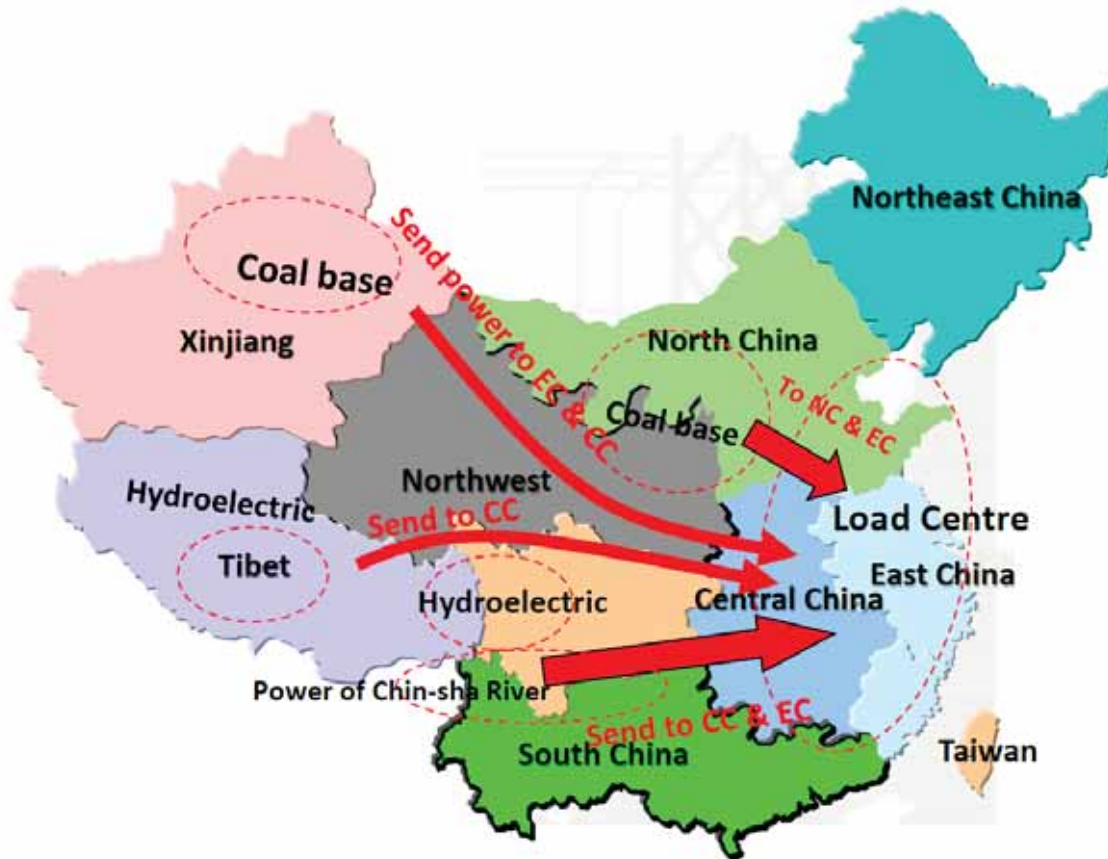 Northeast China
Coal base
Send power to EC & CC
Xinjiang
North China
To NC & EC
Coal base
Northwest
Hydroelectric
Send to CC
Load Centre
Tibet
East China
Hydroelectric
Central China
Power of Chin-sha River
Send to CC & EC
South China
Taiwan